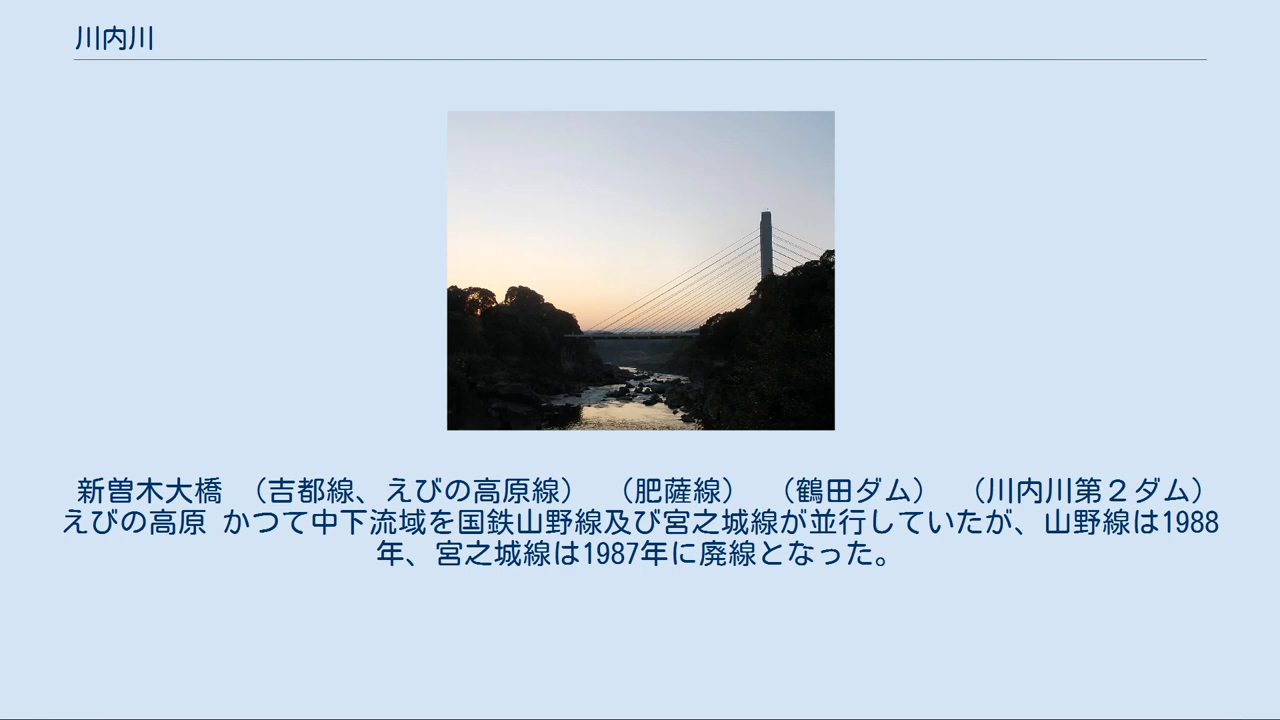 川内川
新曽木大橋 （吉都線、えびの高原線） （肥薩線） （鶴田ダム） （川内川第２ダム）
えびの高原 かつて中下流域を国鉄山野線及び宮之城線が並行していたが、山野線は1988
年、宮之城線は1987年に廃線となった。